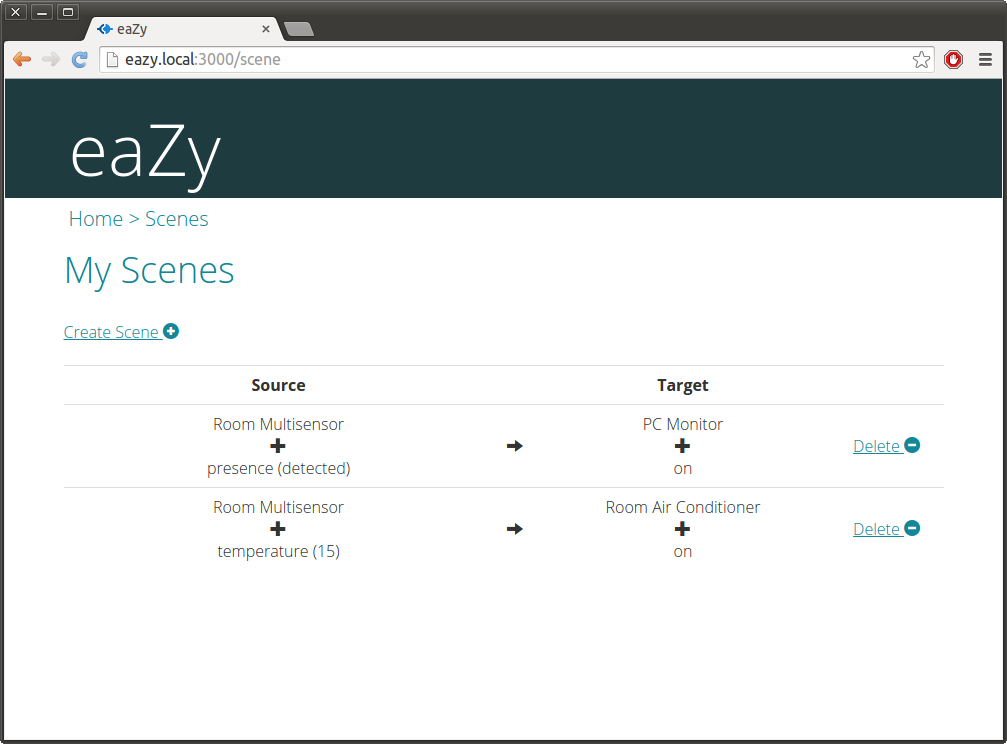 eaZy
eazy.local:3000/scene
eaZy
Home > Scenes
My Scenes
Create Scene
Source Target
Room Multisensor PC Monitor
Delete
presence (detected) on
Room Multisensor Room Air Conditioner
Delete
temperature (15) on